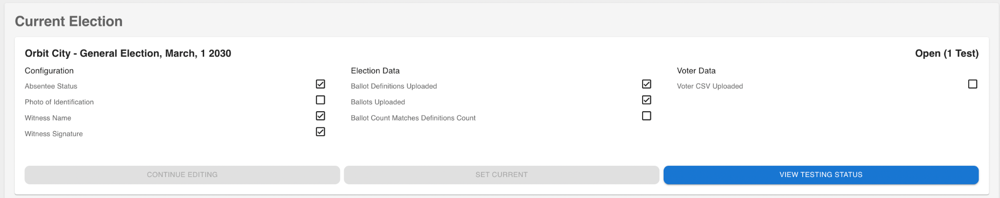 Current Election
Orbit City - General Election, March, 1 2030
Open (1 Test)
Configuration
Absentee Status
Photo of Identification
Witness Name
Witness Signature
Election Data
Ballot Definitions Uploaded
Ballots Uploaded
Ballot Count Matches Definitions Count
Voter Data
Voter CSV Uploaded
CONTINUE EDITING
SET CURRENT
VIEW TESTING STATUS